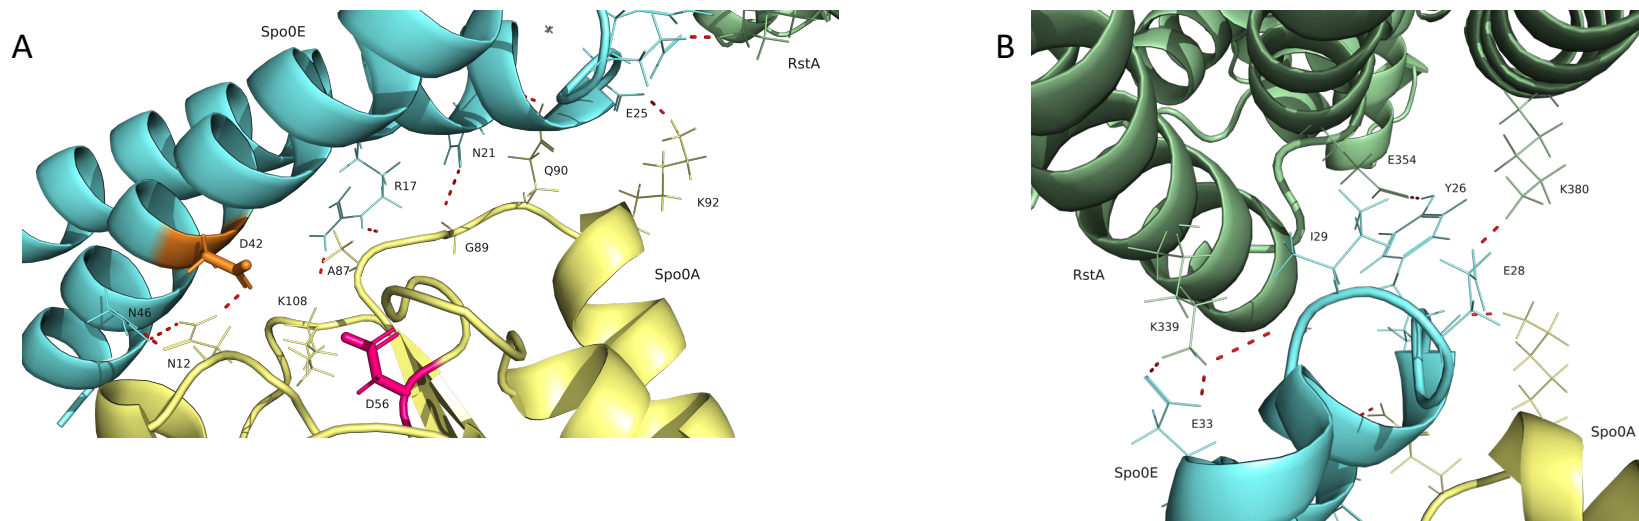 A
Spo0E
RstA
E25
N21
Q90
R17
K92
D42
G89
A87
Spo0A
K108
N46
N12
D56
B
E354
Y26
K380
I29
RstA
E28
K339
E33
Spo0A
Spo0E